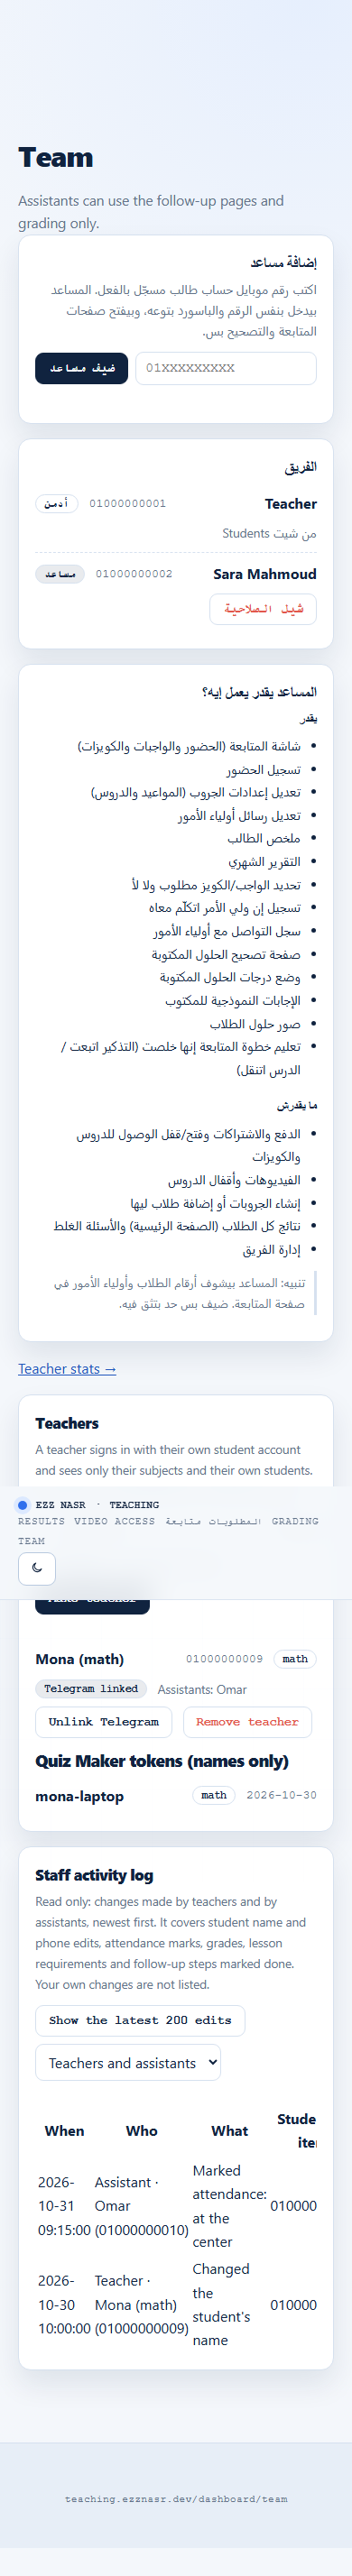 Team
Assistants can use the follow-up pages and
grading only.
إضافة مساعد
اكتب رقم موبايل حساب طالب مسجّل بالفعل. المساعد
بيدخل بنفس الرقم والباسورد بتوعه، وبيفتح صفحات
المتابعة والتصحيح بس.
01XXXXXXXXX
ضيف مساعد
الفريق
Teacher 01000000001 أدمن
من شيت Students
Sara Mahmoud 01000000002 مساعد
شيل الصلاحية
المساعد يقدر يعمل إيه؟
يقدر
• شاشة المتابعة (الحضور والواجبات والكويزات)
• تسجيل الحضور
• تعديل إعدادات الجروب (المواعيد والدروس)
• تعديل رسائل أولياء الأمور
• ملخص الطالب
• التقرير الشهري
• تحديد الواجب/الكويز مطلوب ولا لأ
• تسجيل إن ولي الأمر اتكلّم معاه
• سجل التواصل مع أولياء الأمور
• صفحة تصحيح الحلول المكتوبة
• وضع درجات الحلول المكتوبة
• الإجابات النموذجية للمكتوب
• صور حلول الطلاب
• تعليم خطوة المتابعة إنها خلصت (التذكير اتبعت /
الدرس اتنقل)
ما يقدرش
• الدفع والاشتراكات وفتح/قفل الوصول للدروس
والكويزات
• الفيديوهات وأقفال الدروس
• إنشاء الجروبات أو إضافة طلاب ليها
• نتائج كل الطلاب (الصفحة الرئيسية) والأسئلة الغلط
• إدارة الفريق
تنبيه: المساعد بيشوف أرقام الطلاب وأولياء الأمور في
صفحة المتابعة. ضيف بس حد بتثق فيه.
Teacher stats →
Teachers
A teacher signs in with their own student account
and sees only their subjects and their own students.
EZZ NASR · TEACHING
RESULTS VIDEO ACCESS متابعة المطلوبات GRADING
TEAM
Mona (math) 01000000009 math
Telegram linked Assistants: Omar
Unlink Telegram Remove teacher
Quiz Maker tokens (names only)
mona-laptop math 2026-10-30
Staff activity log
Read only: changes made by teachers and by
assistants, newest first. It covers student name and
phone edits, attendance marks, grades, lesson
requirements and follow-up steps marked done.
Your own changes are not listed.
Show the latest 200 edits
Teachers and assistants
When Who What
2026-10-31 09:15:00 Assistant · Omar (01000000010) Marked attendance: at the center 010000
2026-10-30 10:00:00 Teacher · Mona (math) (01000000009) Changed the student's name 010000
teaching.ezznasr.dev/dashboard/team